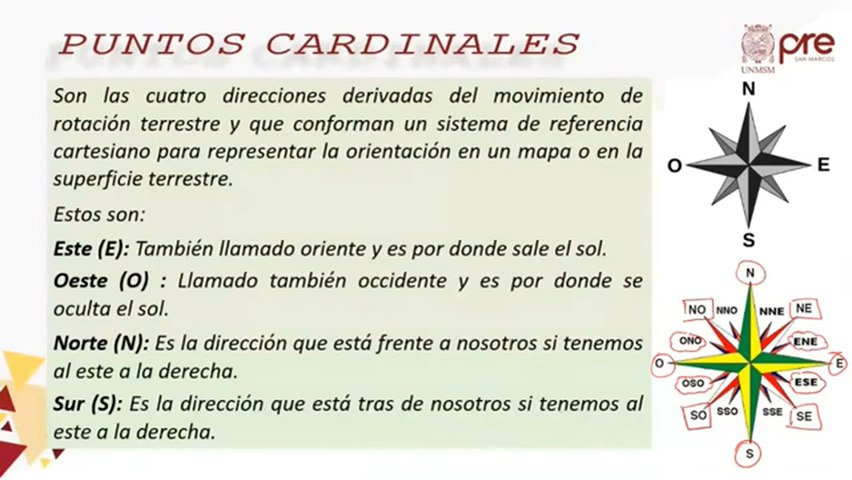 PUNTOS CARDINALES
UNMSM
pre
SAN MARCOS
Son las cuatro direcciones derivadas del movimiento de
rotación terrestre y que conforman un sistema de referencia
cartesiano para representar la orientación en un mapa o en la
superficie terrestre.
Estos son:
Este (E): También llamado oriente y es por donde sale el sol.
Oeste (O) : Llamado también occidente y es por donde se
oculta el sol.
Norte (N): Es la dirección que está frente a nosotros si tenemos
al este a la derecha.
Sur (S): Es la dirección que está tras de nosotros si tenemos al
este a la derecha.
N
O E
S
N
NO NNO NNE NE
ONO ENE
O E
OSO ESE
SO SSO SSE SE
S